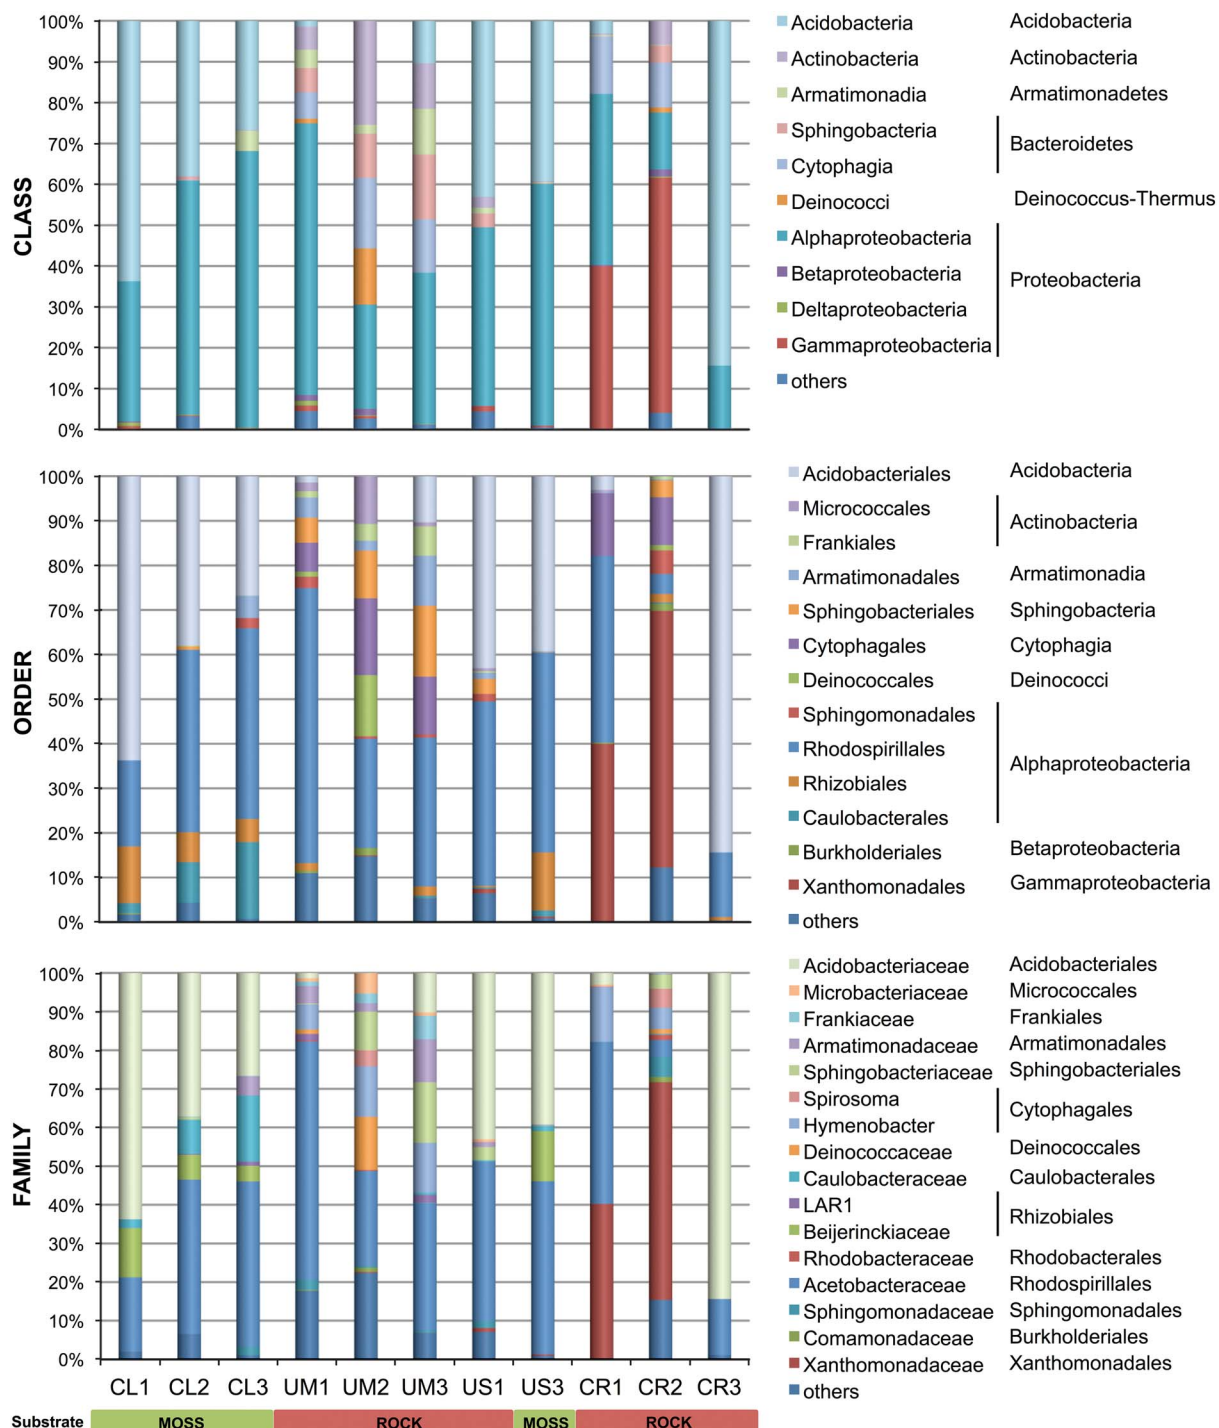 CLASS
100%
90%
80%
70%
60%
50%
40%
30%
20%
10%
0%
Acidobacteria Acidobacteria
Actinobacteria Actinobacteria
Armatimonadia Armatimonadetes
Sphingobacteria
Bacteroidetes
Cytophagia
Deinococci Deinococcus-Thermus
Alphaproteobacteria
Betaproteobacteria
Proteobacteria
Deltaproteobacteria
Gammaproteobacteria
others
ORDER
100%
90%
80%
70%
60%
50%
40%
30%
20%
10%
0%
Acidobacteriales Acidobacteria
Micrococcales
Actinobacteria
Frankiales
Armatimonadales Armatimonadia
Sphingobacteriales Sphingobacteria
Cytophagales Cytophagia
Deinococcales Deinococci
Sphingomonadales
Rhodospirillales
Alphaproteobacteria
Rhizobiales
Caulobacterales
Burkholderiales Betaproteobacteria
Xanthomonadales Gammaproteobacteria
others
FAMILY
100%
90%
80%
70%
60%
50%
40%
30%
20%
10%
0%
Acidobacteriaceae Acidobacteriales
Microbacteriaceae Micrococcales
Frankiaceae Frankiales
Armatimonadaceae Armatimonadales
Sphingobacteriaceae Sphingobacteriales
Spirosoma
Cytophagales
Hymenobacter
Deinococcaceae Deinococcales
Caulobacteraceae Caulobacterales
LAR1
Rhizobiales
Beijerinckiaceae
Rhodobacteraceae Rhodobacterales
Acetobacteraceae Rhodospirillales
Sphingomonadaceae Sphingomonadales
Comamonadaceae Burkholderiales
Xanthomonadaceae Xanthomonadales
others
CL1 CL2 CL3 UM1 UM2 UM3 US1 US3 CR1 CR2 CR3
Substrate MOSS ROCK MOSS ROCK